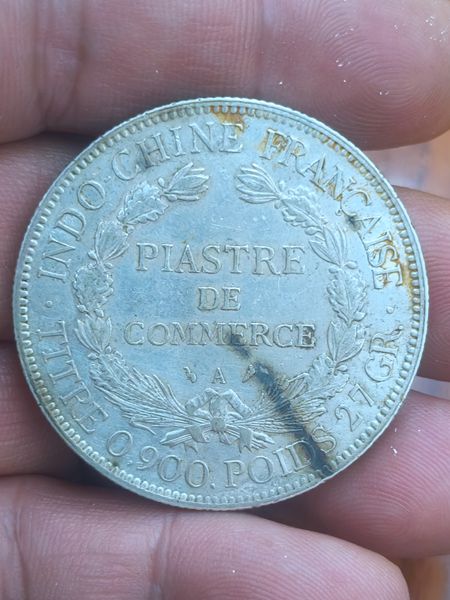 INDO-CHINE FRANÇAISE
PIASTRE
DE
COMMERCE
A
TITRE 0,900. POIDS 27 GR.